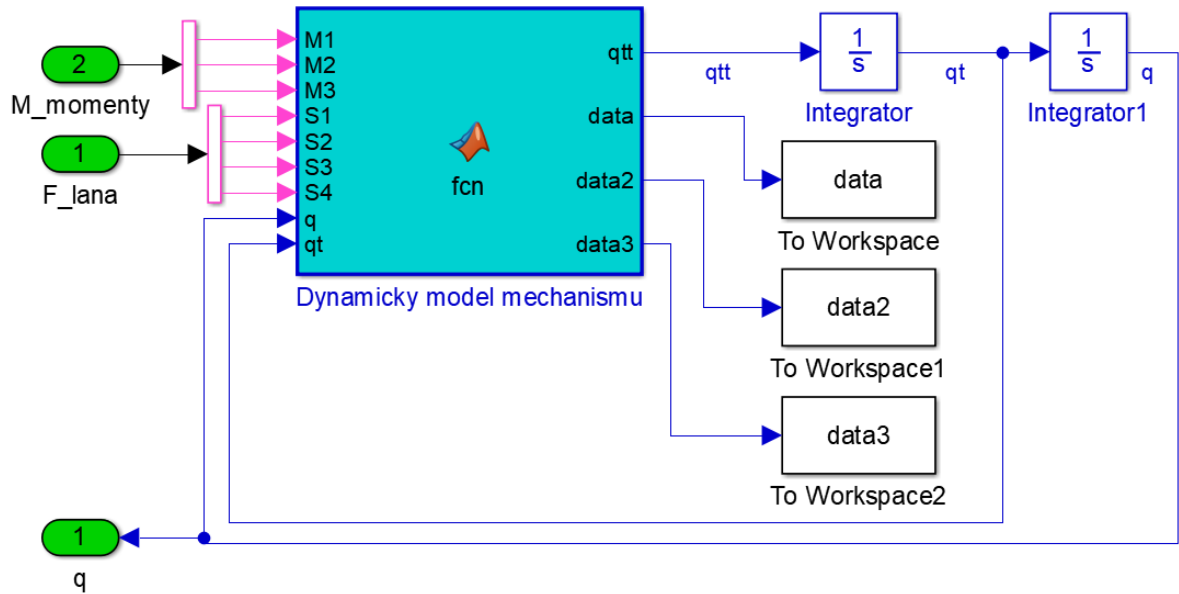 2
M_momenty
1
F_lana
M1
M2
M3
S1
S2
S3
S4
q
qt
fcn
qtt
data
data2
data3
Dynamicky model mechanismu
qtt
1
s
Integrator
qt
1
s
Integrator1
q
data
To Workspace
data2
To Workspace1
data3
To Workspace2
1
q